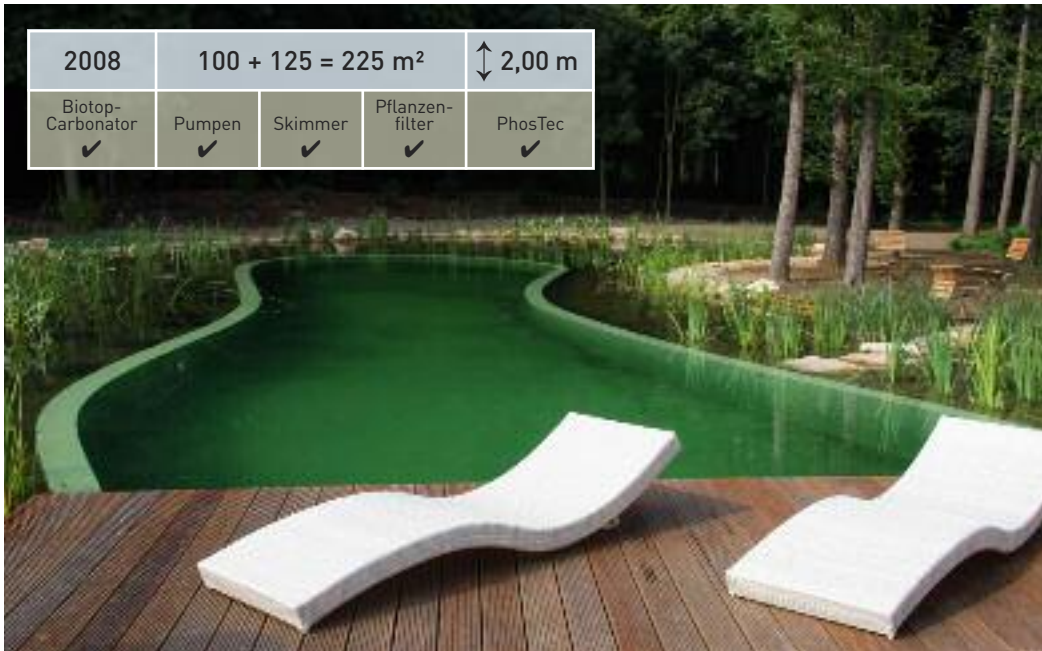 2008 100 + 125 = 225 m² ↕ 2,00 m
Biotop-
Carbonator
✔
Pumpen
✔
Skimmer
✔
Pflanzen-
filter
✔
PhosTec
✔